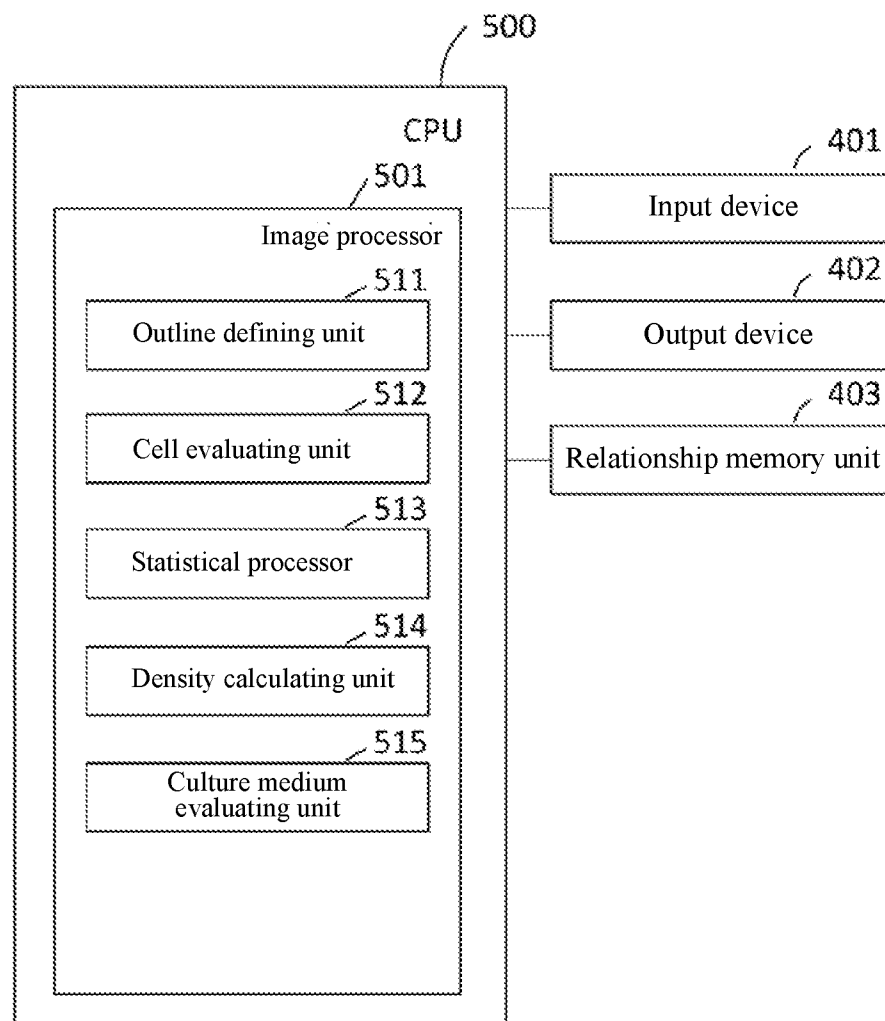 500
CPU
501
Image processor
511
Outline defining unit
512
Cell evaluating unit
513
Statistical processor
514
Density calculating unit
515
Culture medium
evaluating unit
401
Input device
402
Output device
403
Relationship memory unit